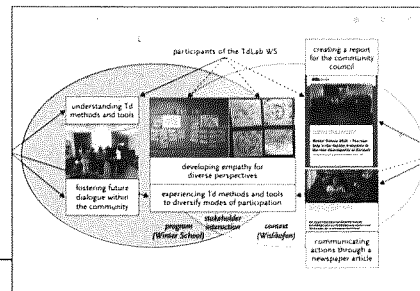 participants of the TdLab WS
creating a report
for the community
council
understanding Td
methods and tools
developing empathy for
diverse perspectives
fostering future
dialogue within
the community
experiencing Td methods and tools
to diversify modes of participation
program
(Winter School)
stakeholder
interaction
context
(Wislikofen)
communicating
actions through a
newspaper article